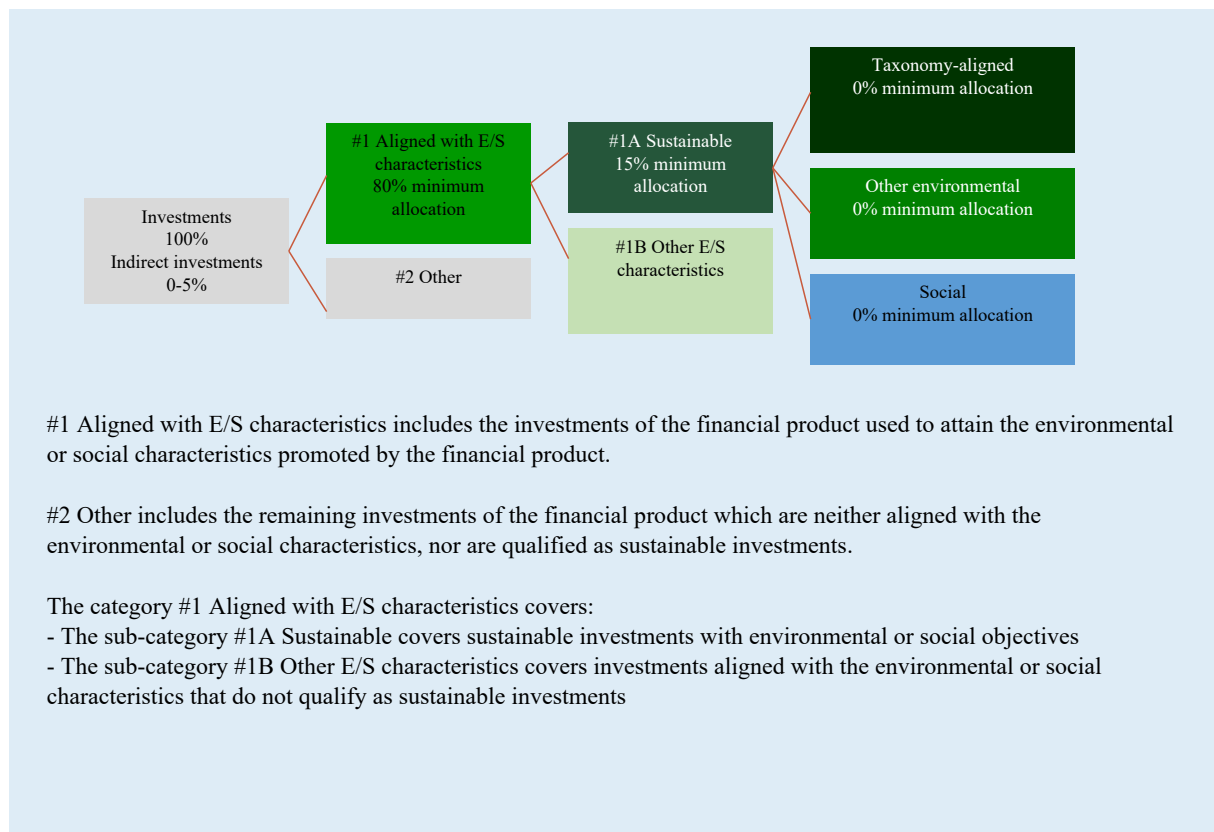 Investments
100%
Indirect investments
0-5%
#1 Aligned with E/S
characteristics
80% minimum
allocation
#2 Other
#1A Sustainable
15% minimum
allocation
#1B Other E/S
characteristics
Taxonomy-aligned
0% minimum allocation
Other environmental
0% minimum allocation
Social
0% minimum allocation
#1 Aligned with E/S characteristics includes the investments of the financial product used to attain the environmental
or social characteristics promoted by the financial product.
#2 Other includes the remaining investments of the financial product which are neither aligned with the
environmental or social characteristics, nor are qualified as sustainable investments.
The category #1 Aligned with E/S characteristics covers:
- The sub-category #1A Sustainable covers sustainable investments with environmental or social objectives
- The sub-category #1B Other E/S characteristics covers investments aligned with the environmental or social
characteristics that do not qualify as sustainable investments